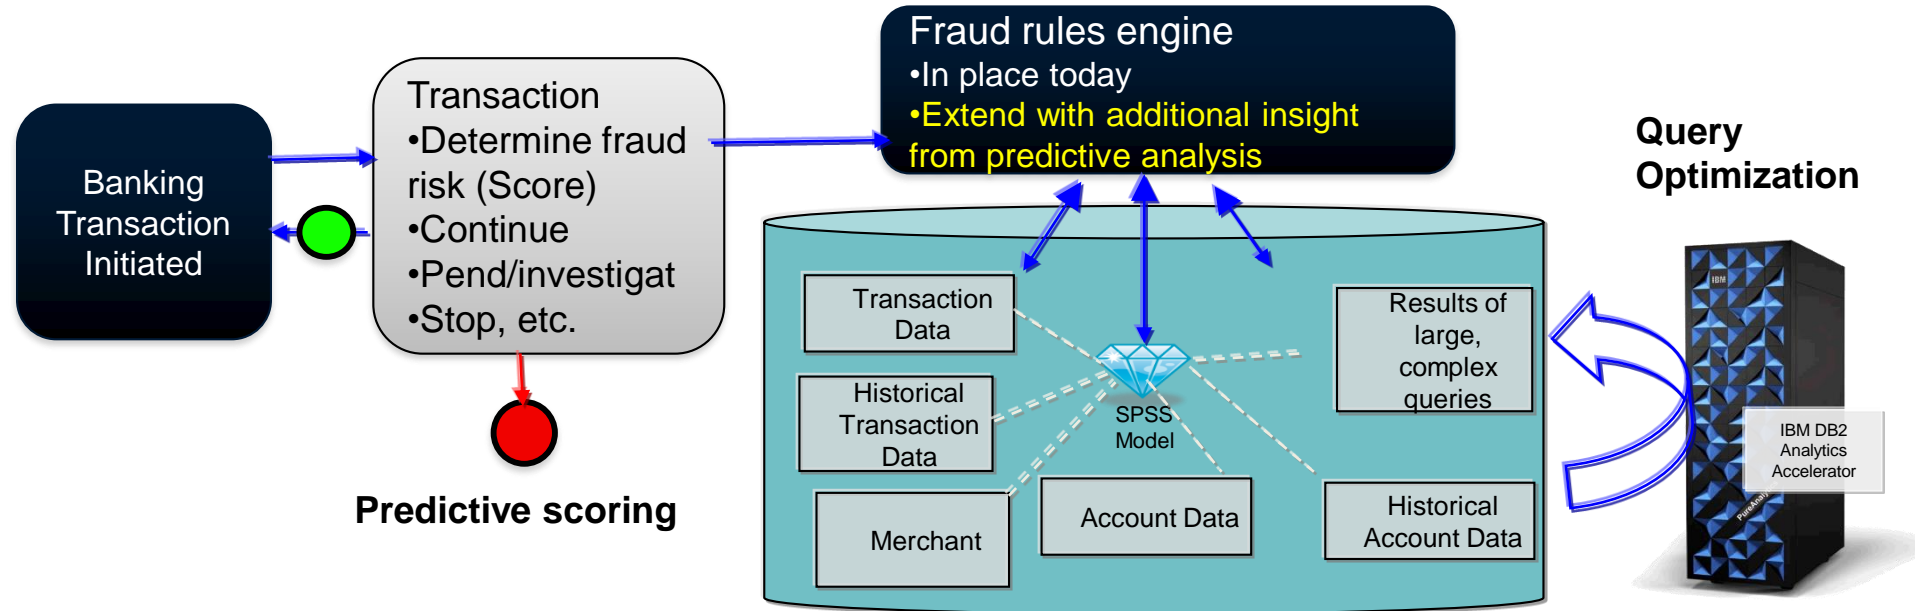 Banking
Transaction
Initiated
Transaction
•Determine fraud
risk (Score)
•Continue
•Pend/investigat
•Stop, etc.
Predictive scoring
Fraud rules engine
•In place today
•Extend with additional insight
from predictive analysis
Transaction
Data
Historical
Transaction
Data
Merchant
SPSS
Model
Account Data
Results of
large,
complex
queries
Historical
Account Data
Query
Optimization
IBM
IBM DB2
Analytics
Accelerator